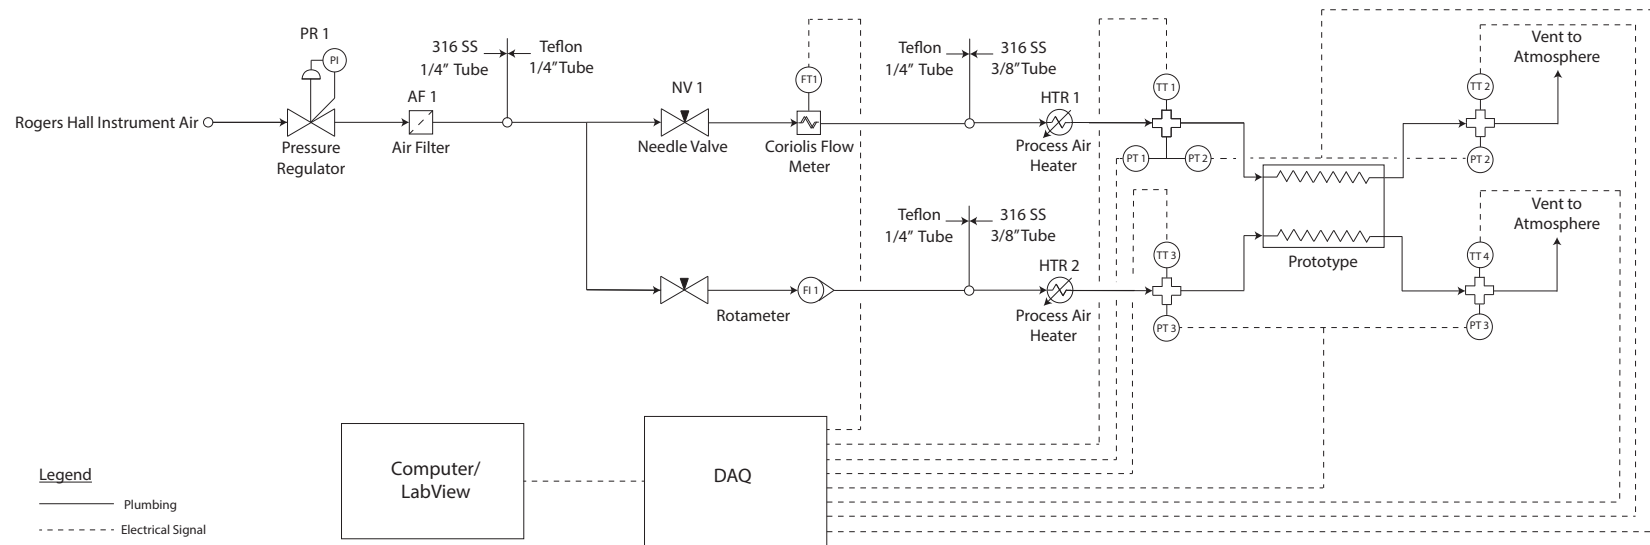 PR 1
PI
316 SS
1/4” Tube
Teflon
1/4”Tube
AF 1
Rogers Hall Instrument Air
Pressure
Regulator
Air Filter
NV 1
Needle Valve
FT1
Coriolis Flow
Meter
Teflon
1/4” Tube
316 SS
3/8”Tube
HTR 1
Process Air
Heater
TT 1
PT 1
PT 2
TT 2
PT 2
Vent to
Atmosphere
Rotameter
FI 1
Teflon
1/4” Tube
316 SS
3/8”Tube
HTR 2
Process Air
Heater
TT 3
PT 3
Prototype
TT 4
PT 3
Vent to
Atmosphere
Computer/
LabView
DAQ
Legend
Plumbing
Electrical Signal